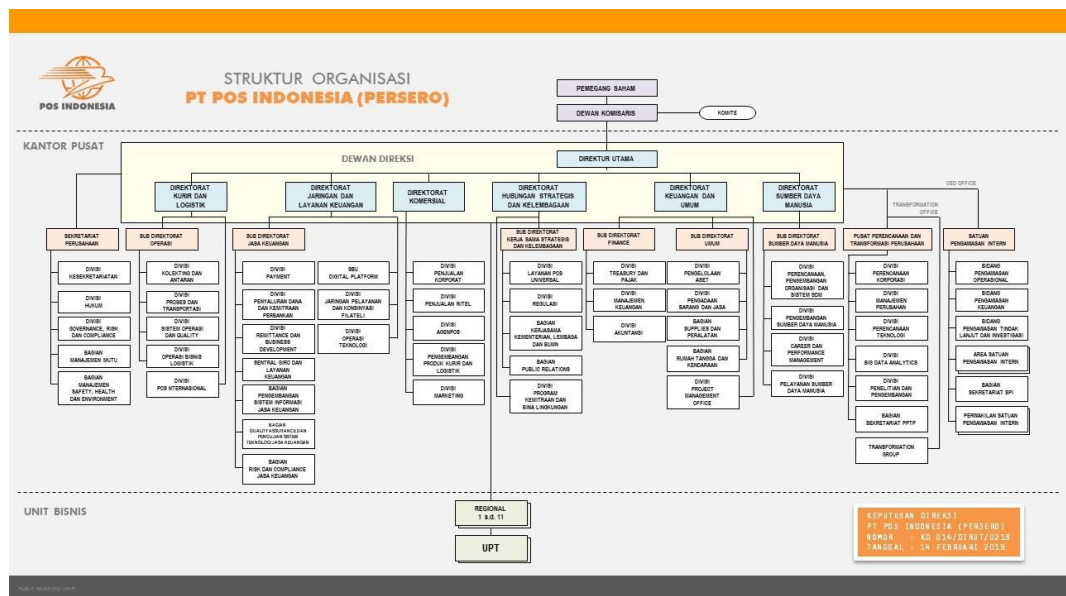 POS INDONESIA
STRUKTUR ORGANISASI
PT POS INDONESIA (PERSERO)
PEMEGANG SAHAM
DEWAN KOMISARIS
KOMITE
KANTOR PUSAT
DEWAN DIREKSI
DIREKTUR UTAMA
DIREKTORAT
KURIR DAN
LOGISTIK
DIREKTORAT
JARINGAN DAN
LAYANAN KEUANGAN
DIREKTORAT
KOMERSIAL
DIREKTORAT
HUBUNGAN STRATEGIS
DAN KELEMBAGAAN
DIREKTORAT
KEUANGAN DAN
UMUM
DIREKTORAT
SUMBER DAYA
MANUSIA
CEO OFFICE
TRANSFORMATION
OFFICE
SEKRETARIAT
PERUSAHAAN
DIVISI
KESEKRETARIATAN
DIVISI
HUKUM
DIVISI
GOVERNANCE, RISK
DAN COMPLIANCE
BAGIAN
MANAJEMEN MUTU
BAGIAN
MANAJEMEN
SAFETY, HEALTH
DAN ENVIRONMENT
SUB DIREKTORAT
OPERASI
DIVISI
KOLEKTING DAN
ANTARAN
DIVISI
PROSES DAN
TRANSPORTASI
DIVISI
SISTEM OPERASI
DAN QUALITY
DIVISI
OPERASI BISNIS
LOGISTIK
DIVISI
POS NTERNASIONAL
SUB DIREKTORAT
JASA KEUANGAN
DIVISI
PAYMENT
DIVISI
PENYALURAN DANA
DAN KEMITRAAN
PERBANKAN
DIVISI
REMITTANCE DAN
BUSINESS
DEVELOPMENT
SENTRAL GIRO DAN
LAYANAN
KEUANGAN
BAGIAN
PENGEMBANGAN
SISTEM INFORMASI
JASA KEUANGAN
BAGIAN
QUALITY ASSURANCE DAN
PENGUJIAN SISTEM
TEKNOLOGI JASA KEUANGAN
BAGIAN
RISK DAN COMPLIANCE
JASA KEUANGAN
SBU
DIGITAL PLATFORM
DIVISI
JARINGAN PELAYANAN
DAN KONSINYASI
FILATELI
DIVISI
OPERASI
TEKNOLOGI
DIVISI
PENJUALAN
KORPORAT
DIVISI
PENJUALAN RITEL
DIVISI
AGENPOS
DIVISI
PENGEMBANGAN
PRODUK KURIR DAN
LOGISTIK
DIVISI
MARKETING
SUB DIREKTORAT
KERJA SAMA STRATEGIS
DAN KELEMBAGAAN
DIVISI
LAYANAN POS
UNIVERSAL
DIVISI
REGULASI
BAGIAN
KERJASAMA
KEMENTERIAN, LEMBAGA
DAN BUMN
BAGIAN
PUBLIC RELATIONS
DIVISI
PROGRAM
KEMITRAAN DAN
BINA LINGKUNGAN
SUB DIREKTORAT
FINANCE
DIVISI
TREASURY DAN
PAJAK
DIVISI
MANAJEMEN
KEUANGAN
DIVISI
AKUNTANSI
SUB DIREKTORAT
UMUM
DIVISI
PENGELOLAAN
ASET
DIVISI
PENGADAAN
BARANG DAN JASA
BAGIAN
SUPPLIES DAN
PERALATAN
BAGIAN
RUMAH TANGGA DAN
KENDARAAN
DIVISI
PROJECT
MANAGEMENT
OFFICE
SUB DIREKTORAT
SUMBER DAYA MANUSIA
DIVISI
PERENCANAAN,
PENGEMBANGAN
ORGANISASI DAN
SISTEM SDM
DIVISI
PENGEMBANGAN
SUMBER DAYA MANUSIA
DIVISI
CAREER DAN
PERFORMANCE
MANAGEMENT
DIVISI
PELAYANAN SUMBER
DAYA MANUSIA
PUSAT PERENCANAAN DAN
TRANSFORMASI PERUSAHAAN
DIVISI
PERENCANAAN
KORPORASI
DIVISI
MANAJEMEN
PERUBAHAN
DIVISI
PERENCANAAN
TEKNOLOGI
DIVISI
BIG DATA ANALYTICS
DIVISI
PENELITIAN DAN
PENGEMBANGAN
BAGIAN
SEKRETARIAT PPTP
TRANSFORMATION
GROUP
SATUAN
PENGAWASAN INTERN
BIDANG
PENGAWASAN
OPERASIONAL
BIDANG
PENGAWASAN
KEUANGAN
BIDANG
PENGAWASAN TINDAK
LANJUT DAN INVESTIGASI
AREA SATUAN
PENGAWASAN INTERN
BAGIAN
SEKRETARIAT SPI
PERWAKILAN SATUAN
PENGAWASAN INTERN
UNIT BISNIS
REGIONAL
1 s.d. 11
UPT
KEPUTUSAN DIREKSI
PT POS INDONESIA (PERSERO)
NOMOR : KD 014/DIRUT/0219
TANGGAL : 14 FEBRUARI 2019